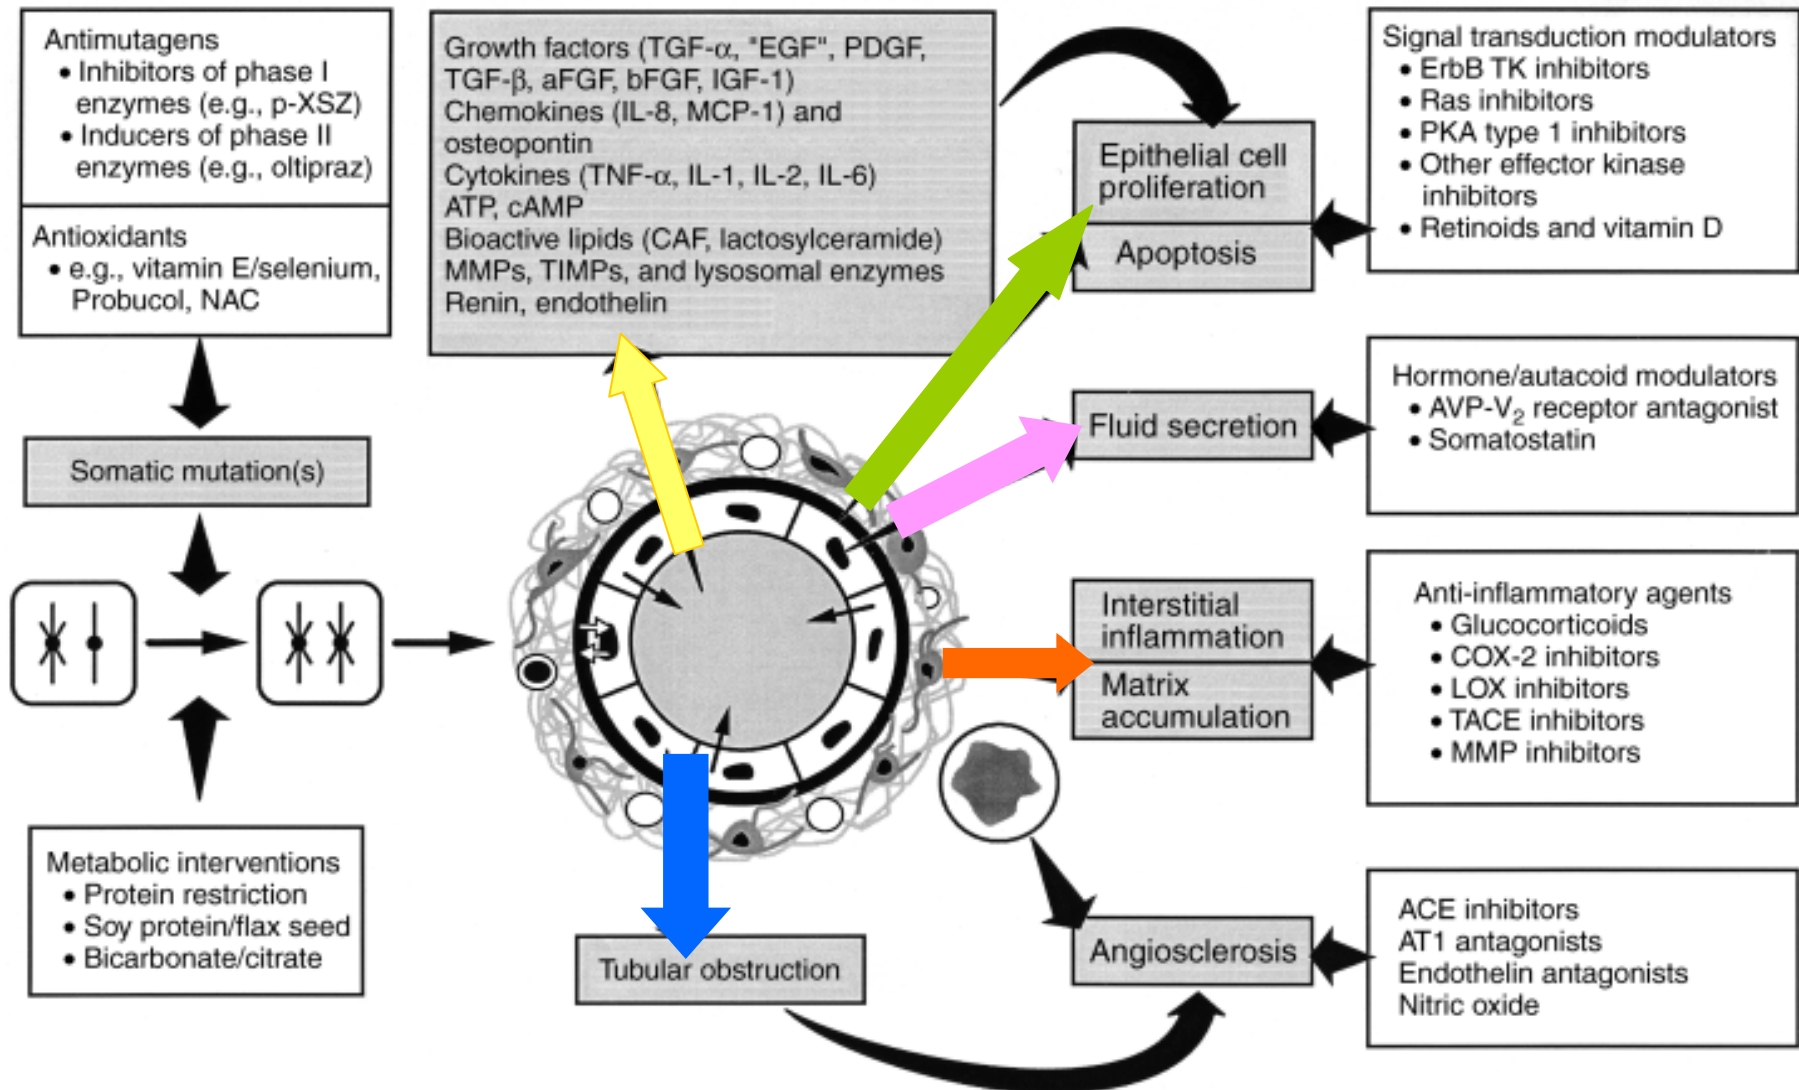 Antimutagens
• Inhibitors of phase I
enzymes (e.g., p-XSZ)
• Inducers of phase II
enzymes (e.g., oltipraz)
Antioxidants
• e.g., vitamin E/selenium,
Probucol, NAC
Somatic mutation(s)
Metabolic interventions
• Protein restriction
• Soy protein/flax seed
• Bicarbonate/citrate
Growth factors (TGF-α, "EGF", PDGF,
TGF-β, aFGF, bFGF, IGF-1)
Chemokines (IL-8, MCP-1) and
osteopontin
Cytokines (TNF-α, IL-1, IL-2, IL-6)
ATP, cAMP
Bioactive lipids (CAF, lactosylceramide)
MMPs, TIMPs, and lysosomal enzymes
Renin, endothelin
Tubular obstruction
Epithelial cell
proliferation
Apoptosis
Fluid secretion
Interstitial
inflammation
Matrix
accumulation
Angiosclerosis
Signal transduction modulators
• ErbB TK inhibitors
• Ras inhibitors
• PKA type 1 inhibitors
• Other effector kinase
inhibitors
• Retinoids and vitamin D
Hormone/autacoid modulators
• AVP-V₂ receptor antagonist
• Somatostatin
Anti-inflammatory agents
• Glucocorticoids
• COX-2 inhibitors
• LOX inhibitors
• TACE inhibitors
• MMP inhibitors
ACE inhibitors
AT1 antagonists
Endothelin antagonists
Nitric oxide